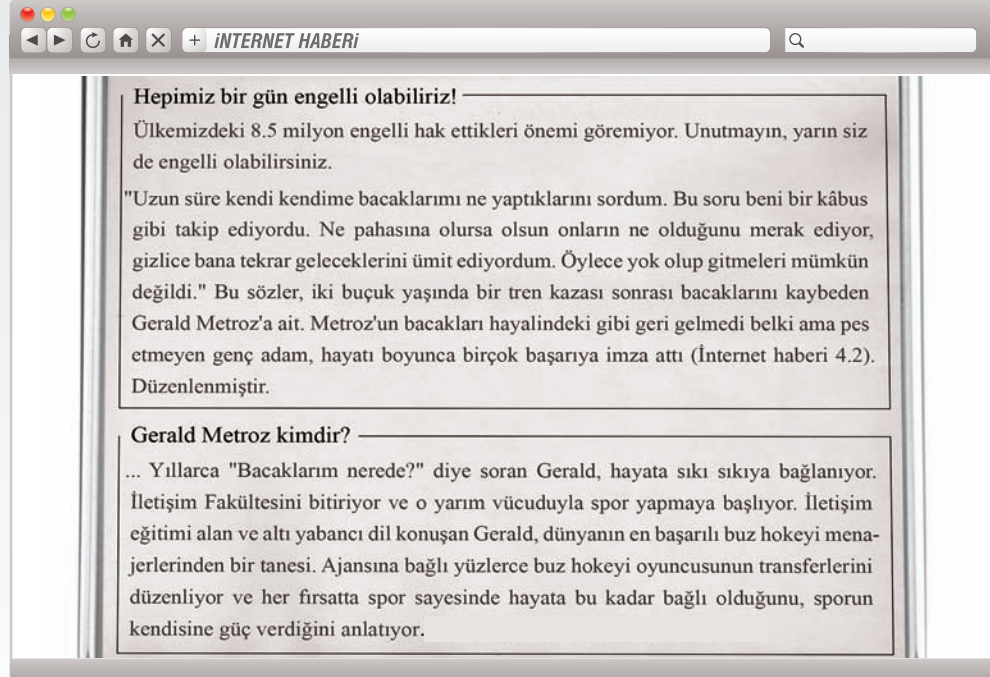 + İNTERNET HABERİ
Hepimiz bir gün engelli olabiliriz!
Ülkemizdeki 8.5 milyon engelli hak ettikleri önemi göremiyor. Unutmayın, yarın siz
de engelli olabilirsiniz.
"Uzun süre kendi kendime bacaklarımı ne yaptıklarını sordum. Bu soru beni bir kâbus
gibi takip ediyordu. Ne pahasına olursa olsun onların ne olduğunu merak ediyor,
gizlice bana tekrar geleceklerini ümit ediyordum. Öylece yok olup gitmeleri mümkün
değildi." Bu sözler, iki buçuk yaşında bir tren kazası sonrası bacaklarını kaybeden
Gerald Metroz'a ait. Metroz'un bacakları hayalindeki gibi geri gelmedi belki ama pes
etmeyen genç adam, hayatı boyunca birçok başarıya imza attı (İnternet haberi 4.2).
Düzenlenmiştir.
Gerald Metroz kimdir?
... Yıllarca "Bacaklarım nerede?" diye soran Gerald, hayata sıkı sıkıya bağlanıyor.
İletişim Fakültesini bitiriyor ve o yarım vücuduyla spor yapmaya başlıyor. İletişim
eğitimi alan ve altı yabancı dil konuşan Gerald, dünyanın en başarılı buz hokeyi mena-
jerlerinden bir tanesi. Ajansına bağlı yüzlerce buz hokeyi oyuncusunun transferlerini
düzenliyor ve her fırsatta spor sayesinde hayata bu kadar bağlı olduğunu, sporun
kendisine güç verdiğini anlatıyor.